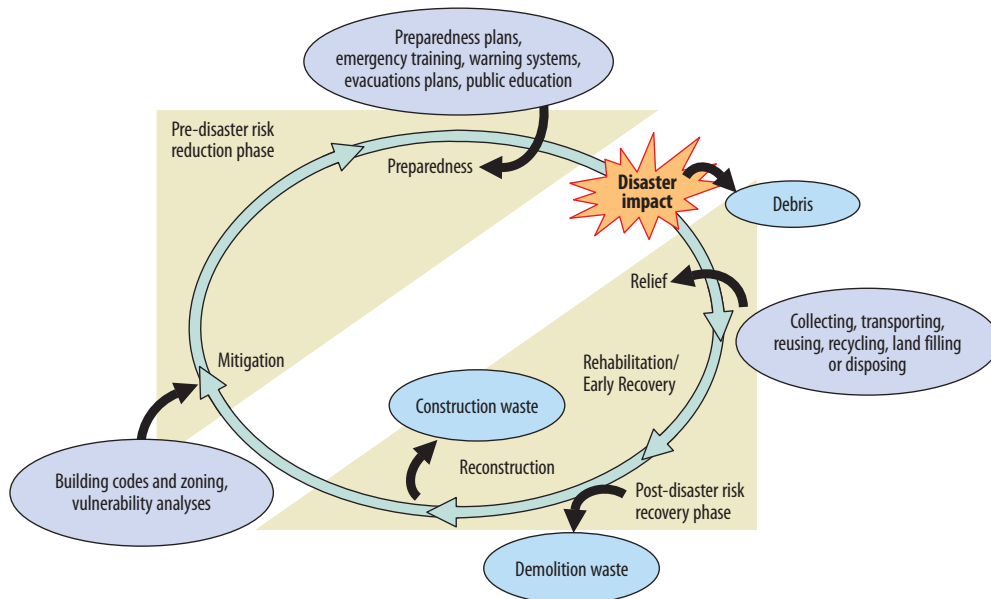 Preparedness plans,
emergency training, warning systems,
evacuations plans, public education
Pre-disaster risk
reduction phase
Preparedness
Disaster
impact
Debris
Relief
Collecting, transporting,
reusing, recycling, land filling
or disposing
Mitigation
Rehabilitation/
Early Recovery
Construction waste
Reconstruction
Building codes and zoning,
vulnerability analyses
Post-disaster risk
recovery phase
Demolition waste